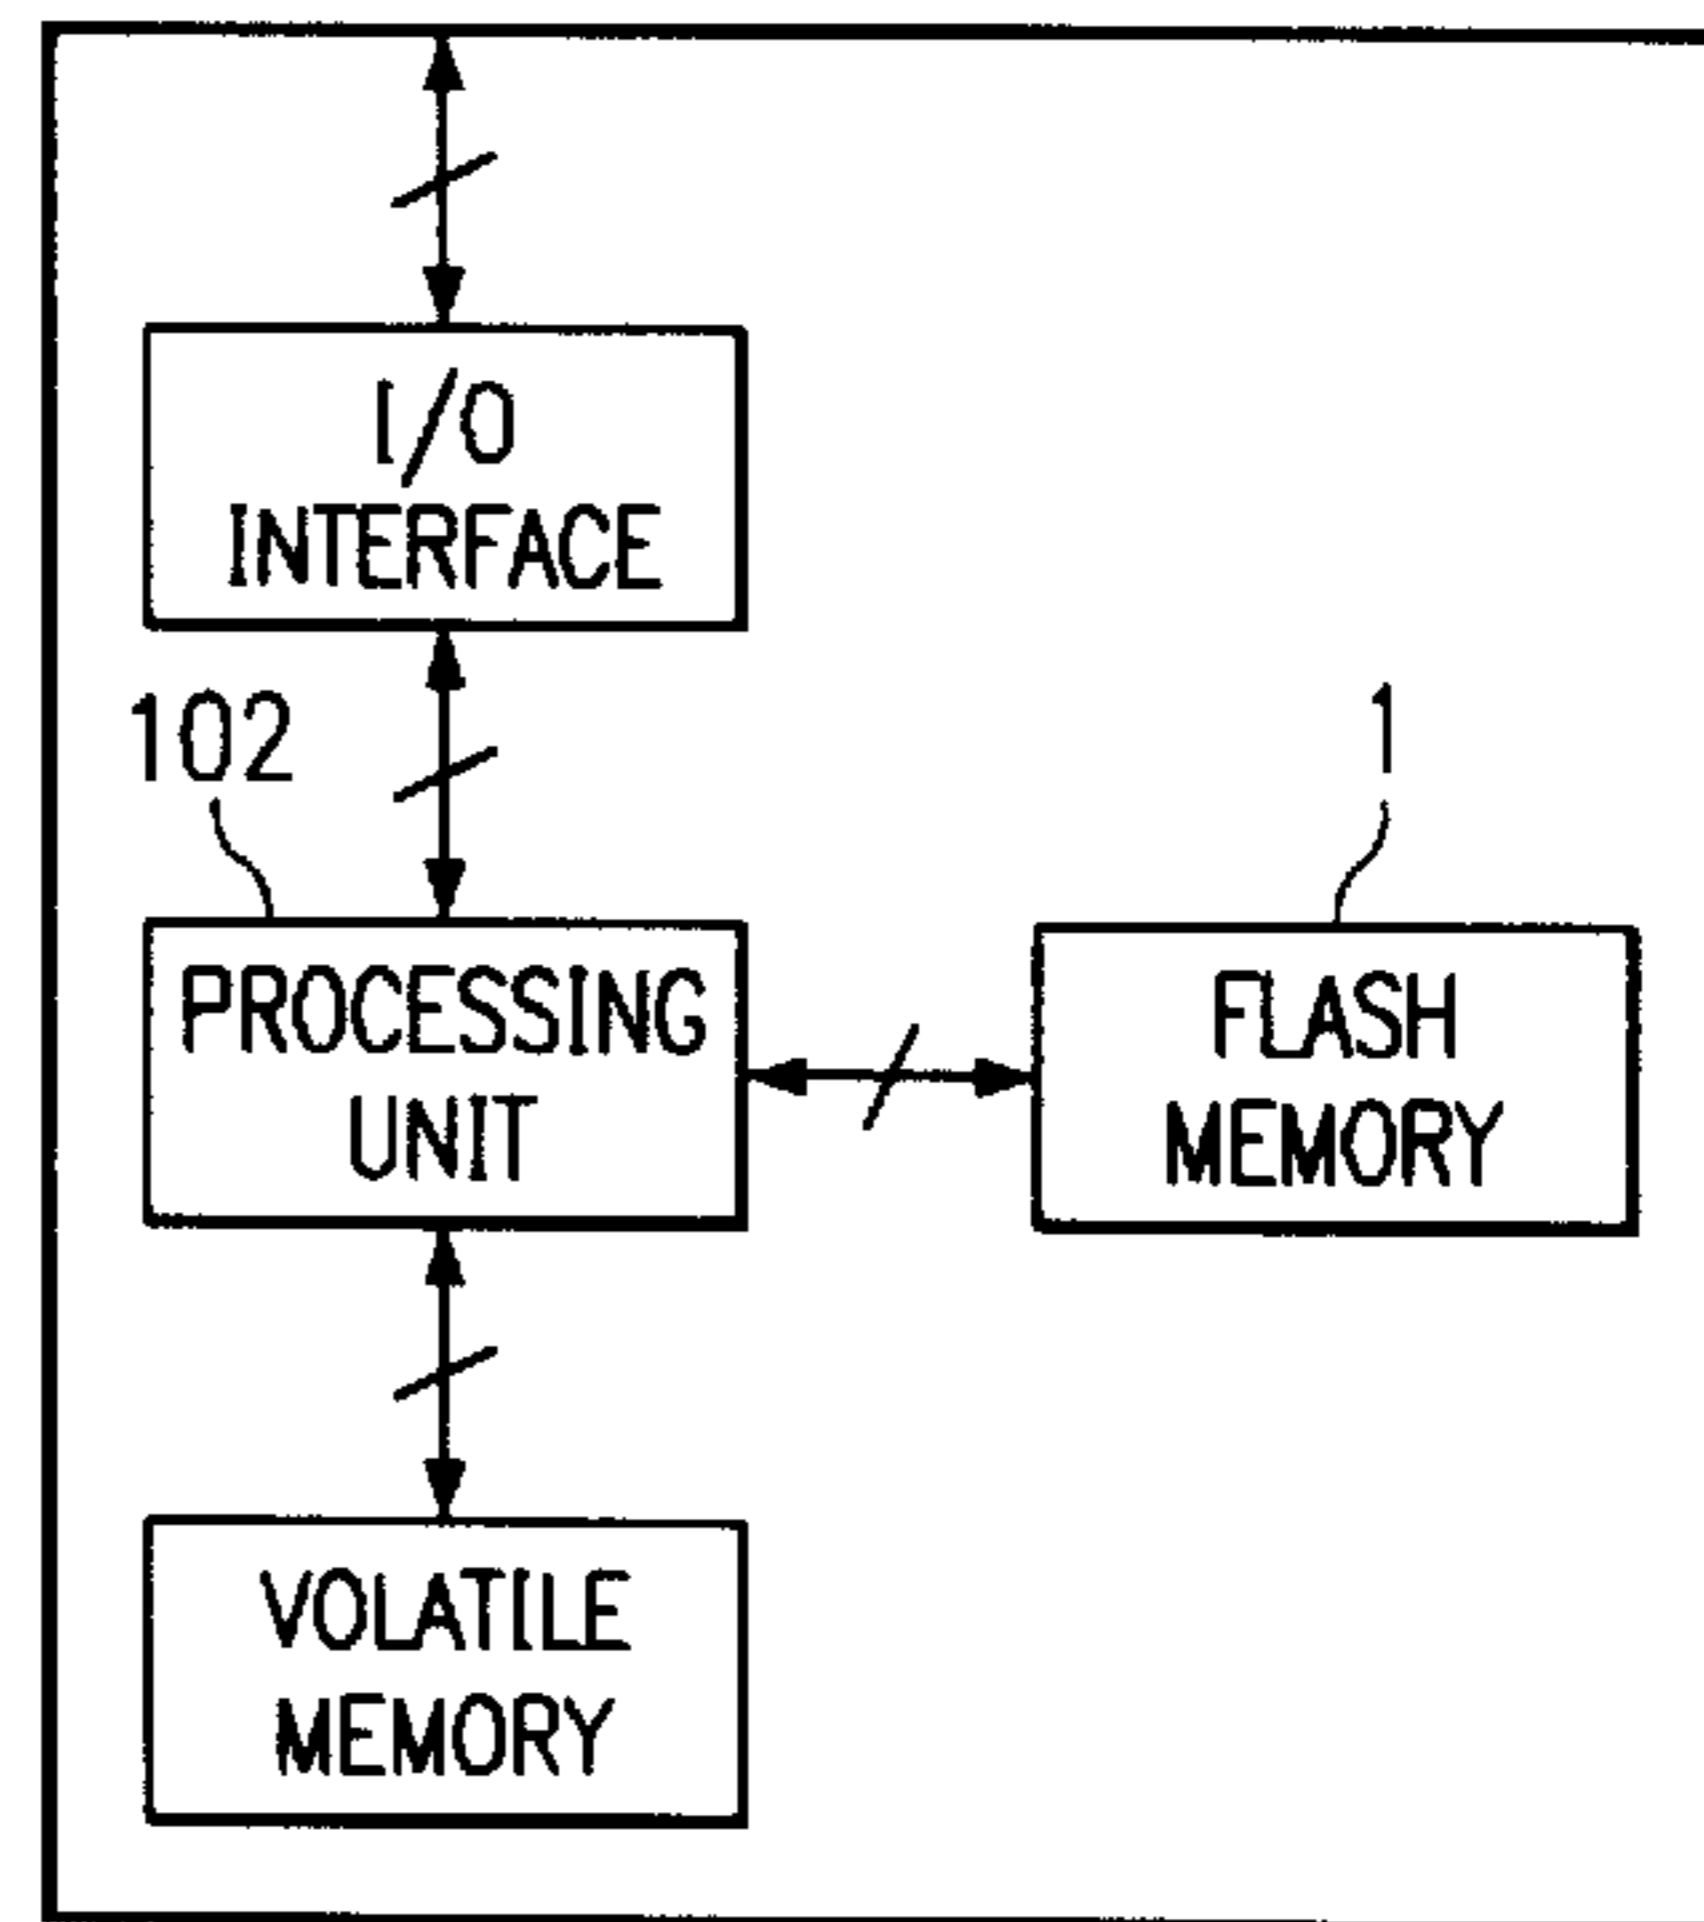 I/O
INTERFACE
102
1
PROCESSING
UNIT
FLASH
MEMORY
VOLATILE
MEMORY